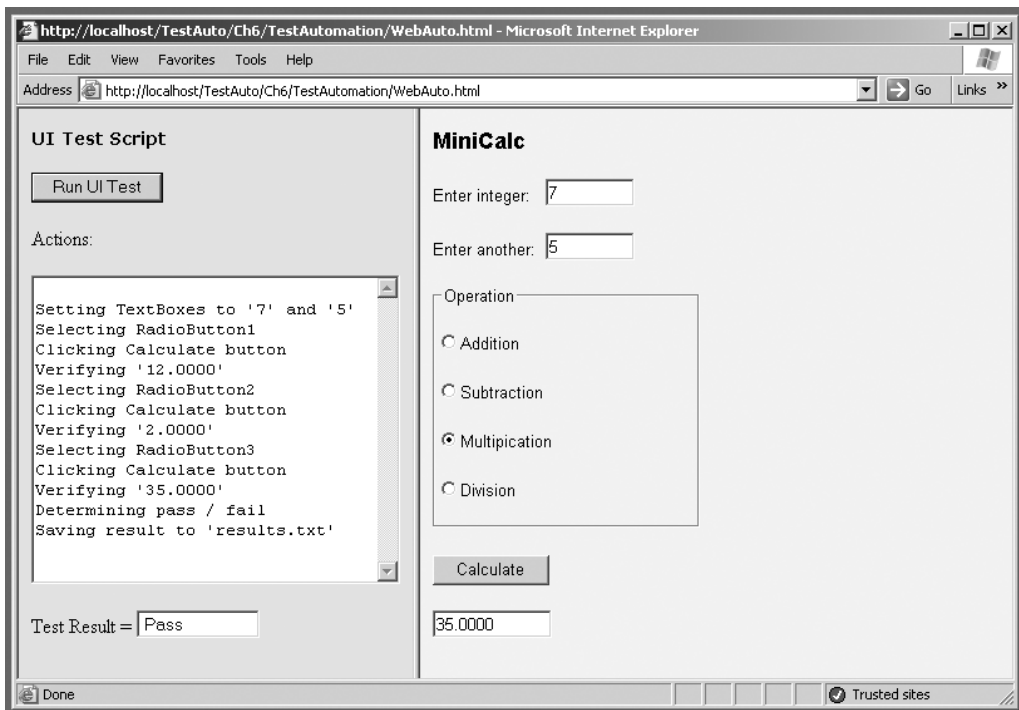 http://localhost/TestAuto/Ch6/TestAutomation/WebAuto.html - Microsoft Internet Explorer
File Edit View Favorites Tools Help
Address http://localhost/TestAuto/Ch6/TestAutomation/WebAuto.html Go Links »
UI Test Script
Run UI Test
Actions:
Setting TextBoxes to '7' and '5'
Selecting RadioButton1
Clicking Calculate button
Verifying '12.0000'
Selecting RadioButton2
Clicking Calculate button
Verifying '2.0000'
Selecting RadioButton3
Clicking Calculate button
Verifying '35.0000'
Determining pass / fail
Saving result to 'results.txt'
Test Result = Pass
MiniCalc
Enter integer: 7
Enter another: 5
Operation
Addition
Subtraction
Multipication
Division
Calculate
35.0000
Done Trusted sites